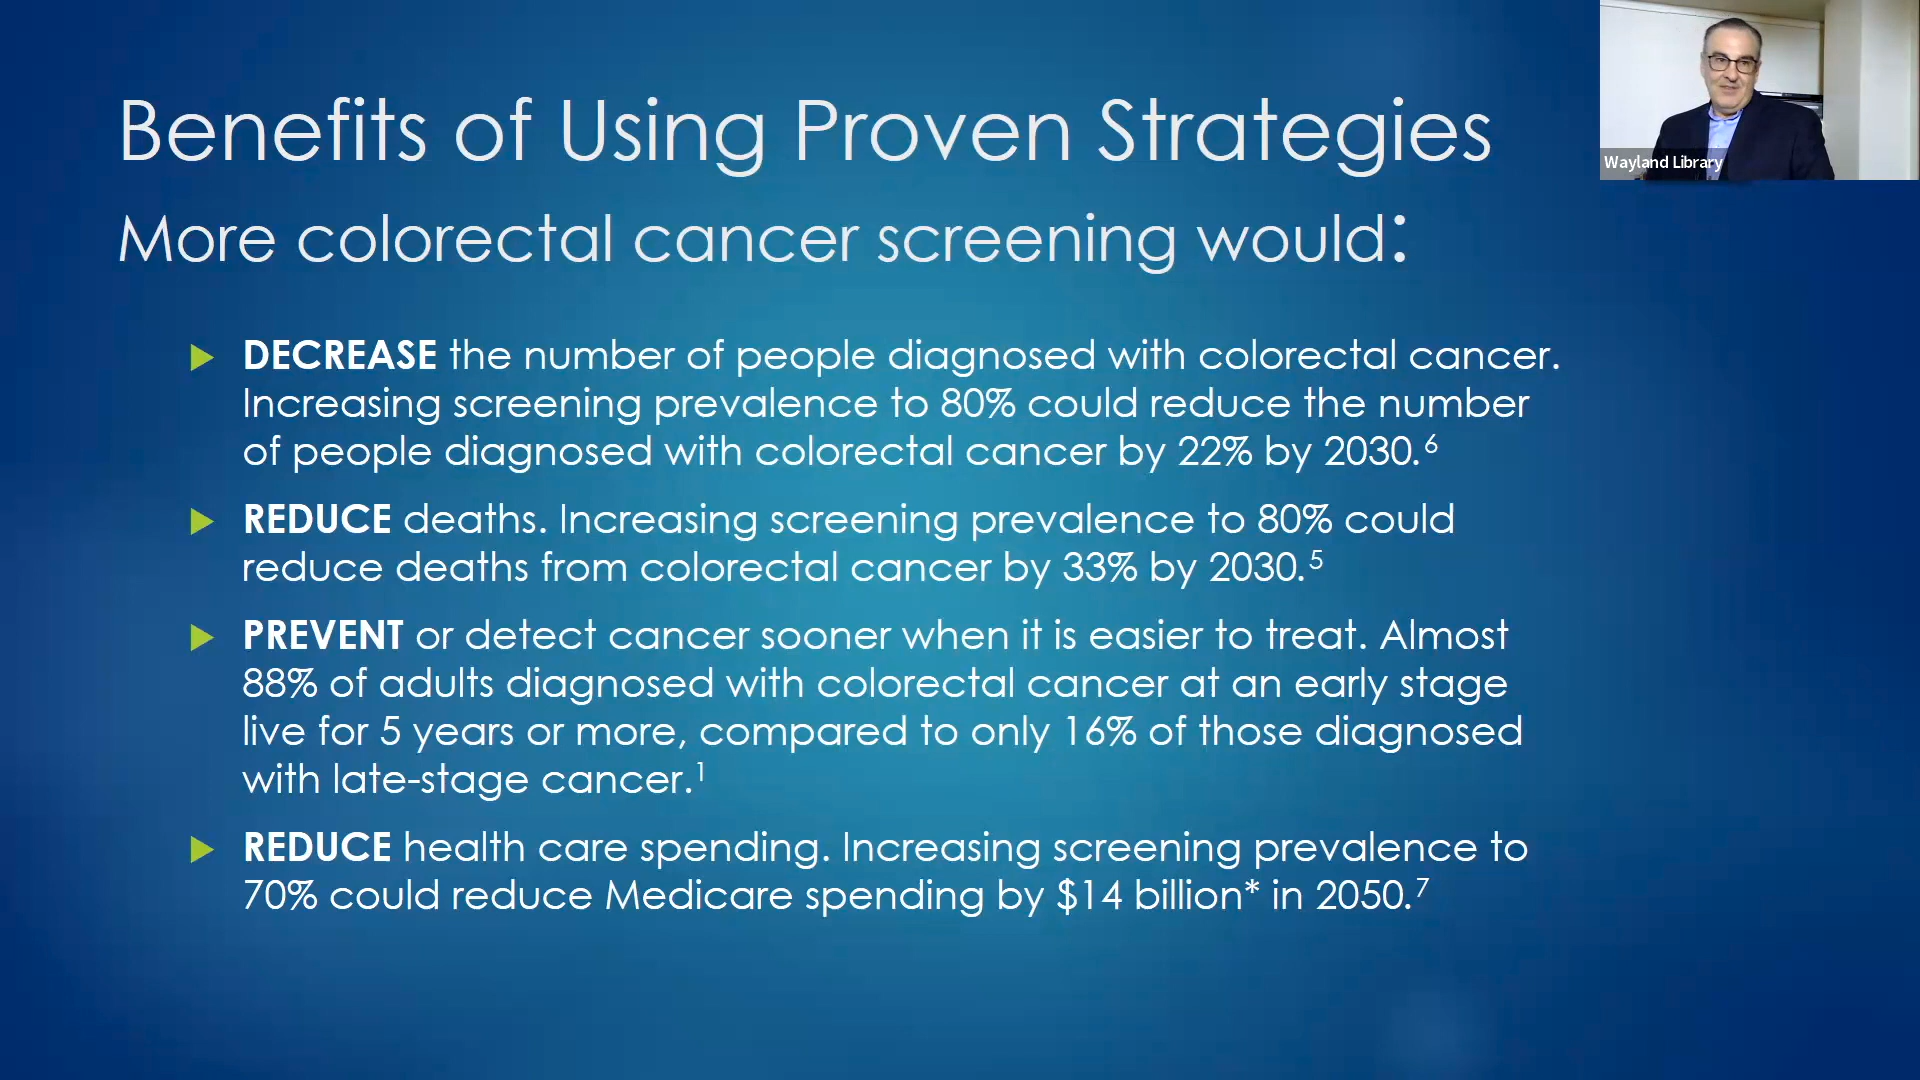 Benefits of Using Proven Strategies
More colorectal cancer screening would:
DECREASE the number of people diagnosed with colorectal cancer.
Increasing screening prevalence to 80% could reduce the number
of people diagnosed with colorectal cancer by 22% by 2030.⁶
REDUCE deaths. Increasing screening prevalence to 80% could
reduce deaths from colorectal cancer by 33% by 2030.⁵
PREVENT or detect cancer sooner when it is easier to treat. Almost
88% of adults diagnosed with colorectal cancer at an early stage
live for 5 years or more, compared to only 16% of those diagnosed
with late-stage cancer.¹
REDUCE health care spending. Increasing screening prevalence to
70% could reduce Medicare spending by $14 billion* in 2050.⁷
Wayland Library